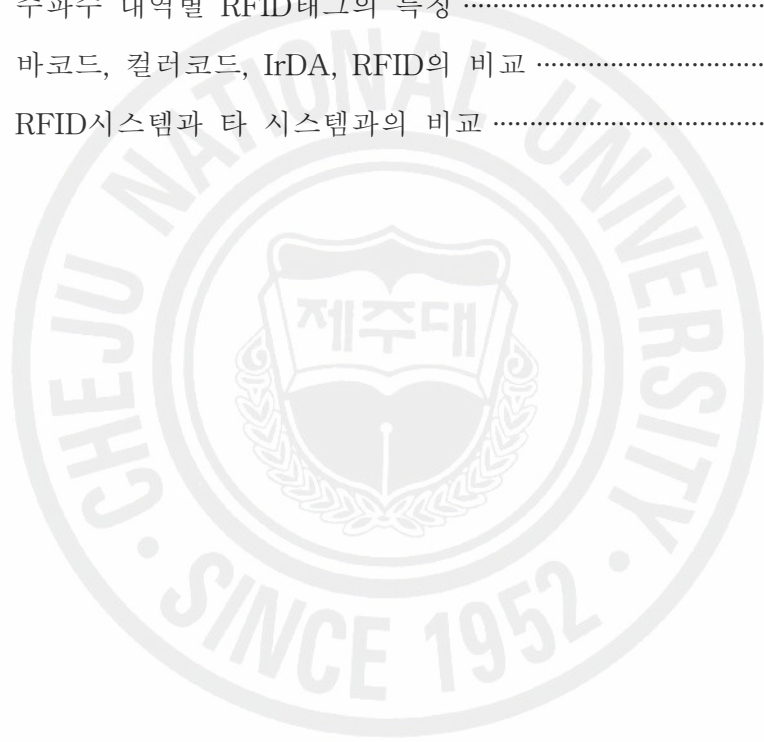 주파수 대역별 RFID태그의 특징 ········································
바코드, 컬러코드, IrDA, RFID의 비교 ······························
RFID시스템과 타 시스템과의 비교 ····································
CHEJU NATIONAL UNIVERSITY
제주대
SINCE 1952